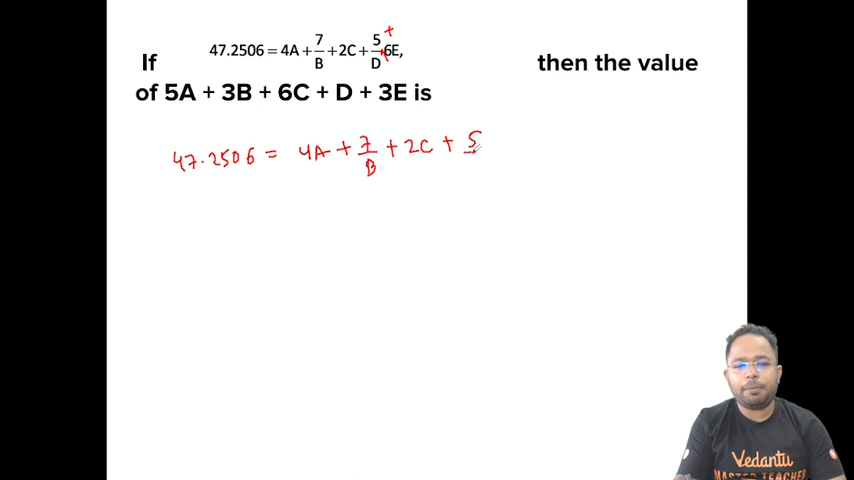 If 47.2506 = 4A + 7/B + 2C + 5/D + 6E, then the value
of 5A + 3B + 6C + D + 3E is
47.2506 = 4A + 7/B + 2C + 5
Vedantu
MASTER TEACHER